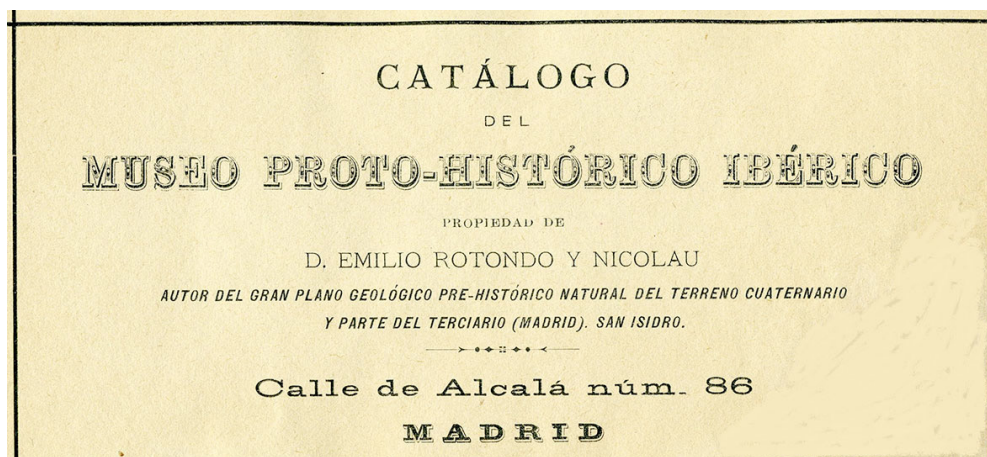 CATÁLOGO
DEL
MUSEO PROTO-HISTÓRICO IBÉRICO
PROPIEDAD DE
D. EMILIO ROTONDO Y NICOLAU
AUTOR DEL GRAN PLANO GEOLÓGICO PRE-HISTÓRICO NATURAL DEL TERRENO CUATERNARIO
Y PARTE DEL TERCIARIO (MADRID). SAN ISIDRO.
Calle de Alcalá núm. 86
MADRID